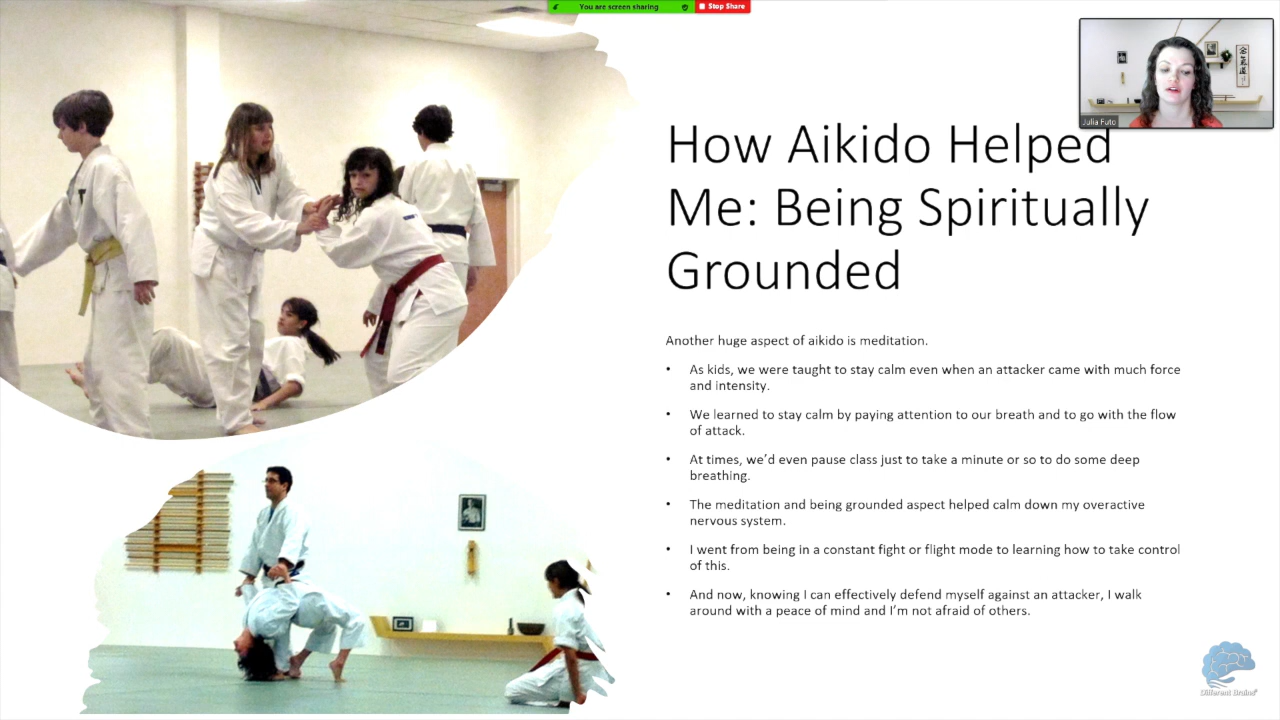 You are screen sharing
Stop Share
Julia Futo
How Aikido Helped
Me: Being Spiritually
Grounded
Another huge aspect of aikido is meditation.
• As kids, we were taught to stay calm even when an attacker came with much force
and intensity.
• We learned to stay calm by paying attention to our breath and to go with the flow
of attack.
• At times, we’d even pause class just to take a minute or so to do some deep
breathing.
• The meditation and being grounded aspect helped calm down my overactive
nervous system.
• I went from being in a constant fight or flight mode to learning how to take control
of this.
• And now, knowing I can effectively defend myself against an attacker, I walk
around with a peace of mind and I’m not afraid of others.
Different Brains®